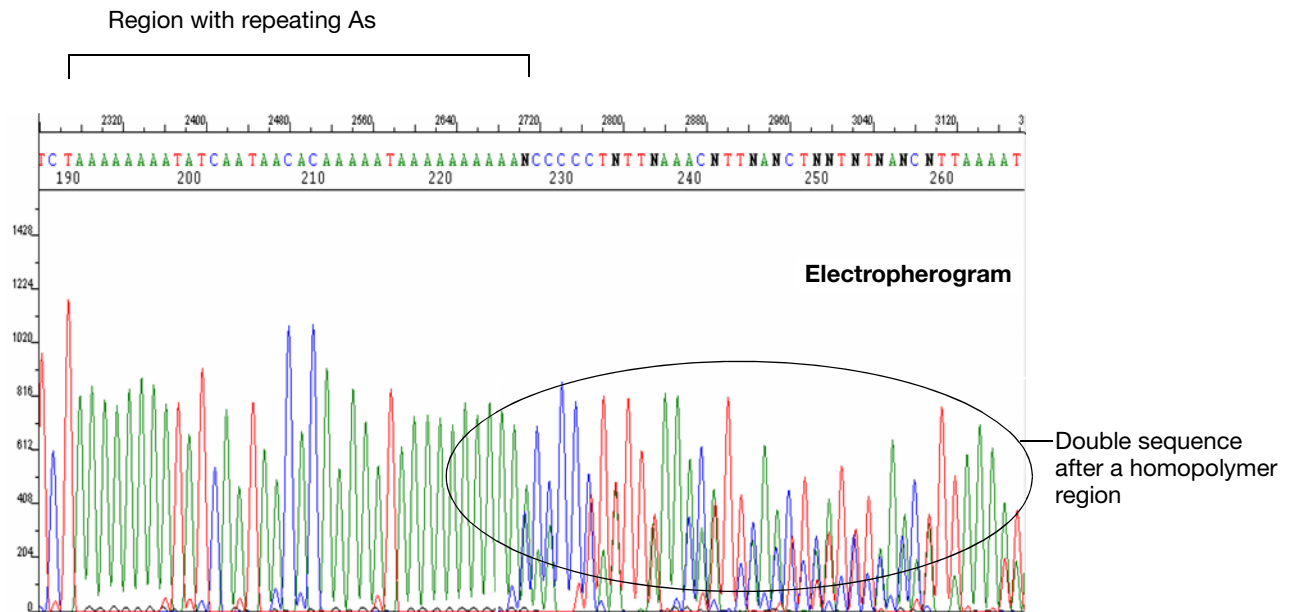 Region with repeating As
2320 2400 2480 2560 2640 2720 2800 2880 2960 3040 3120 3
TCTAAAAAAAATATCAATAACACAAAAATAAAAAAAAAANCCCCCTNTTNAAACNTTNANCTNNTNTNANCNTTAAAAT
190 200 210 220 230 240 250 260
1428
1224
1020
816
612
408
204
0
Electropherogram
Double sequence
after a homopolymer
region